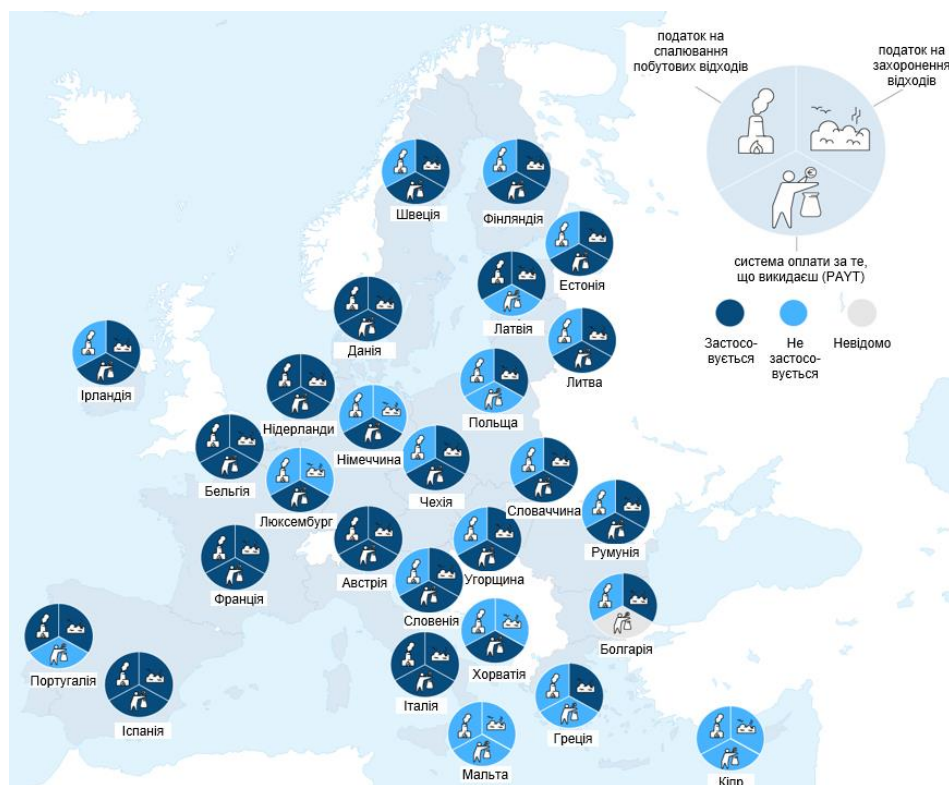 податок на
спалювання
побутових відходів
податок на
захоронення
відходів
система оплати за те,
що викидаєш (PAYT)
Застосо-
вується
Не
застосо-
вується
Невідомо
Швеція
Фінляндія
Естонія
Латвія
Данія
Литва
Ірландія
Польща
Нідерланди
Німеччина
Бельгія
Чехія
Словаччина
Люксембург
Румунія
Австрія
Угорщина
Франція
Словенія
Болгарія
Хорватія
Португалія
Італія
Іспанія
Греція
Мальта
Кіпр